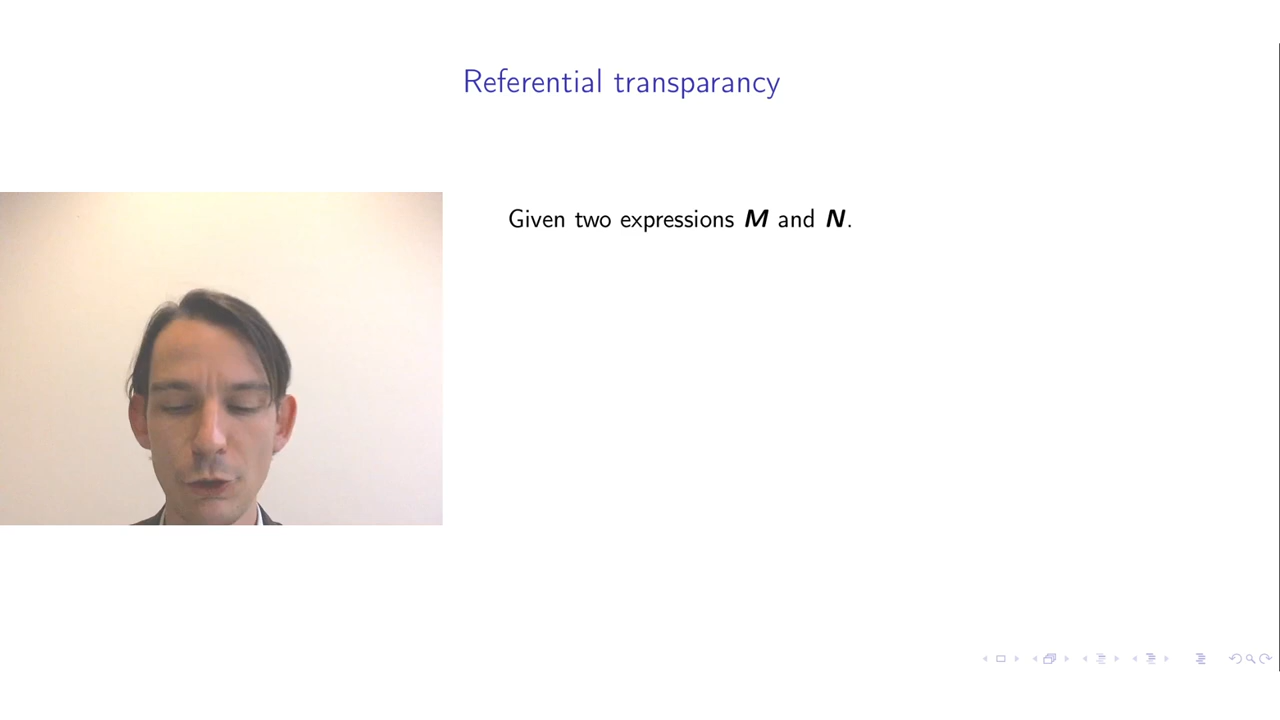 Referential transparancy
Given two expressions M and N.